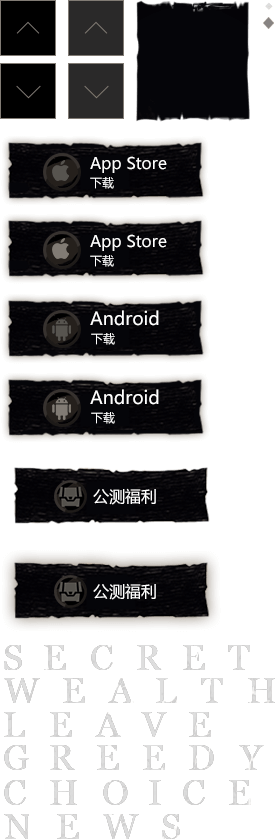 App Store
下载
App Store
下载
Android
下载
Android
下载
公测福利
公测福利
SECRET
WEALTH
LEAVE
GREEDY
CHOICE
NEWS